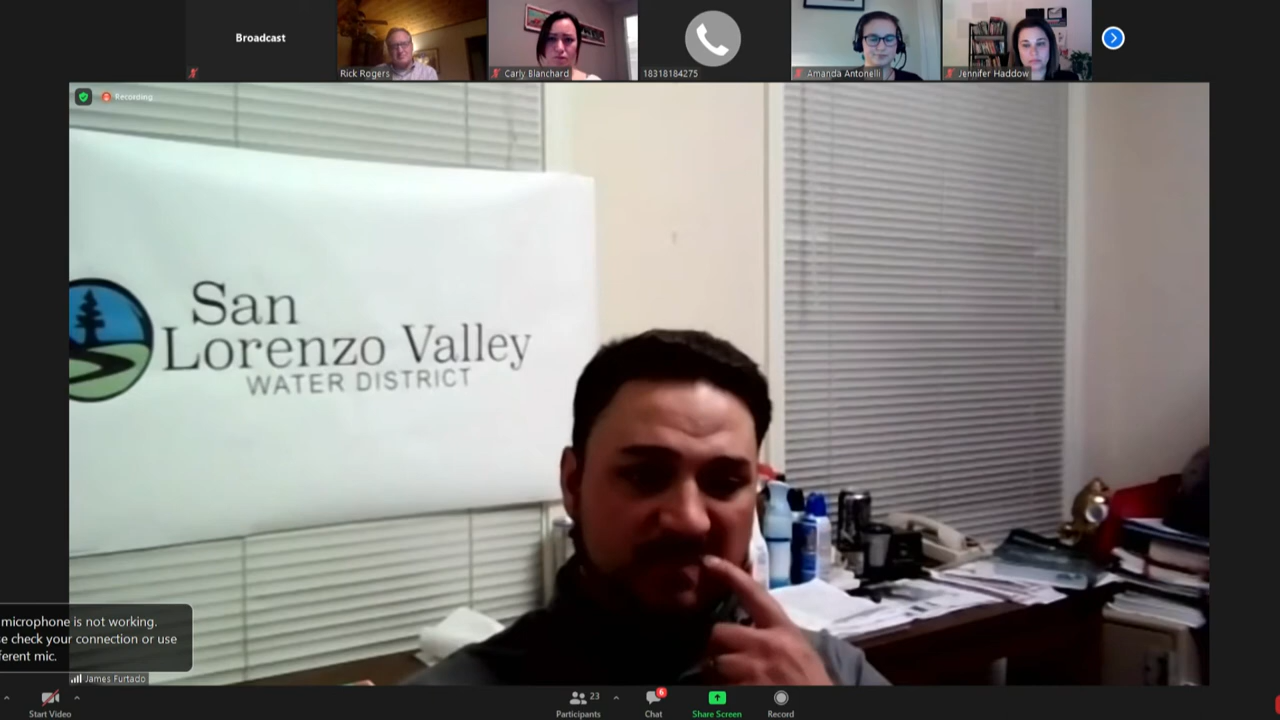 Broadcast
Rick Rogers
Carly Blanchard
18318184275
Amanda Antonelli
Jennifer Haddow
Recording
San
Lorenzo Valley
WATER DISTRICT
microphone is not working.
e check your connection or use
ferent mic.
James Furtado
Start Video
Participants
23
Chat
6
Share Screen
Record